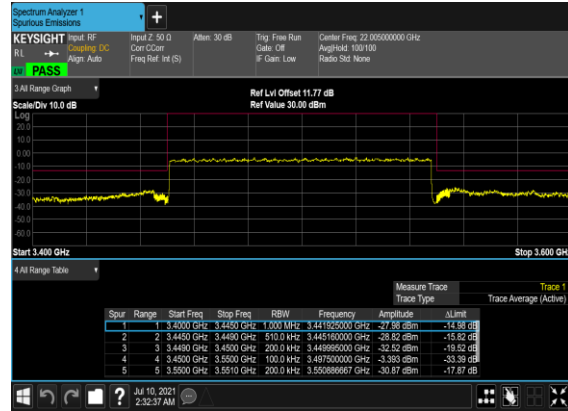 Spectrum Analyzer 1
Spurious Emissions
KEYSIGHT Input: RF Input Z: 50 Ω Atten: 30 dB Trig: Free Run Center Freq: 22.005000000 GHz
RL Coupling: DC Corr CCorr Gate: Off Avg|Hold: 100/100
Align: Auto Freq Ref: Int (S) IF Gain: Low Radio Std: None
LXI PASS
3 All Range Graph
Ref Lvl Offset 11.77 dB
Scale/Div 10.0 dB Ref Value 30.00 dBm
Log
20.0
10.0
0.00
-10.0
-20.0
-30.0
-40.0
-50.0
-60.0
Start 3.400 GHz Stop 3.600 GHz
4 All Range Table
Measure Trace Trace 1
Trace Type Trace Average (Active)
Spur Range Start Freq Stop Freq RBW Frequency Amplitude ΔLimit
1 1 3.4000 GHz 3.4450 GHz 1.000 MHz 3.441925000 GHz -27.98 dBm -14.98 dB
2 2 3.4450 GHz 3.4490 GHz 510.0 kHz 3.445160000 GHz -28.82 dBm -15.82 dB
3 3 3.4490 GHz 3.4500 GHz 200.0 kHz 3.449995000 GHz -32.52 dBm -19.52 dB
4 4 3.4500 GHz 3.5500 GHz 100.0 kHz 3.497500000 GHz -3.393 dBm -33.39 dB
5 5 3.5500 GHz 3.5510 GHz 200.0 kHz 3.550886667 GHz -30.87 dBm -17.87 dB
? Jul 10, 2021
2:32:37 AM